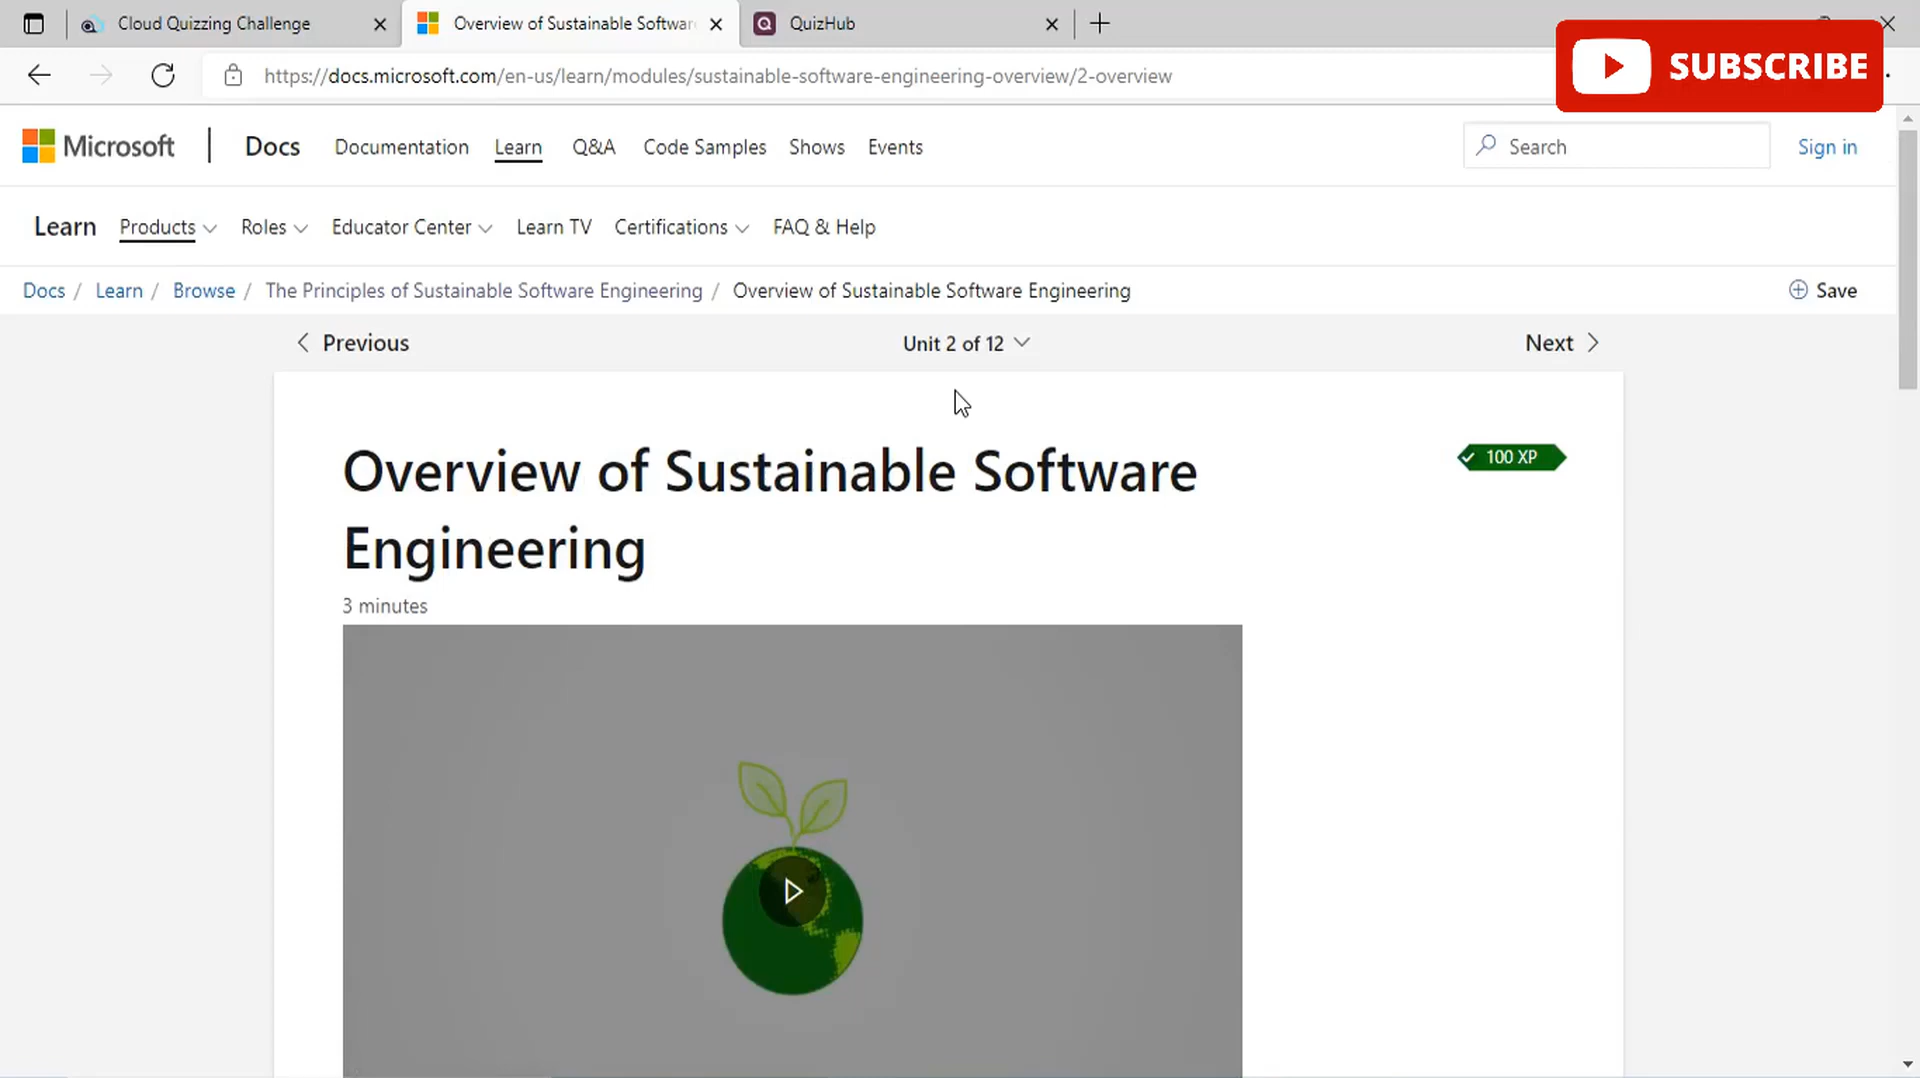 Cloud Quizzing Challenge
Overview of Sustainable Softwar
QuizHub
https://docs.microsoft.com/en-us/learn/modules/sustainable-software-engineering-overview/2-overview
SUBSCRIBE
Microsoft
Docs
Documentation
Learn
Q&A
Code Samples
Shows
Events
Search
Sign in
Learn
Products
Roles
Educator Center
Learn TV
Certifications
FAQ & Help
Docs / Learn / Browse / The Principles of Sustainable Software Engineering / Overview of Sustainable Software Engineering
Save
Previous
Unit 2 of 12
Next
Overview of Sustainable Software
Engineering
100 XP
3 minutes